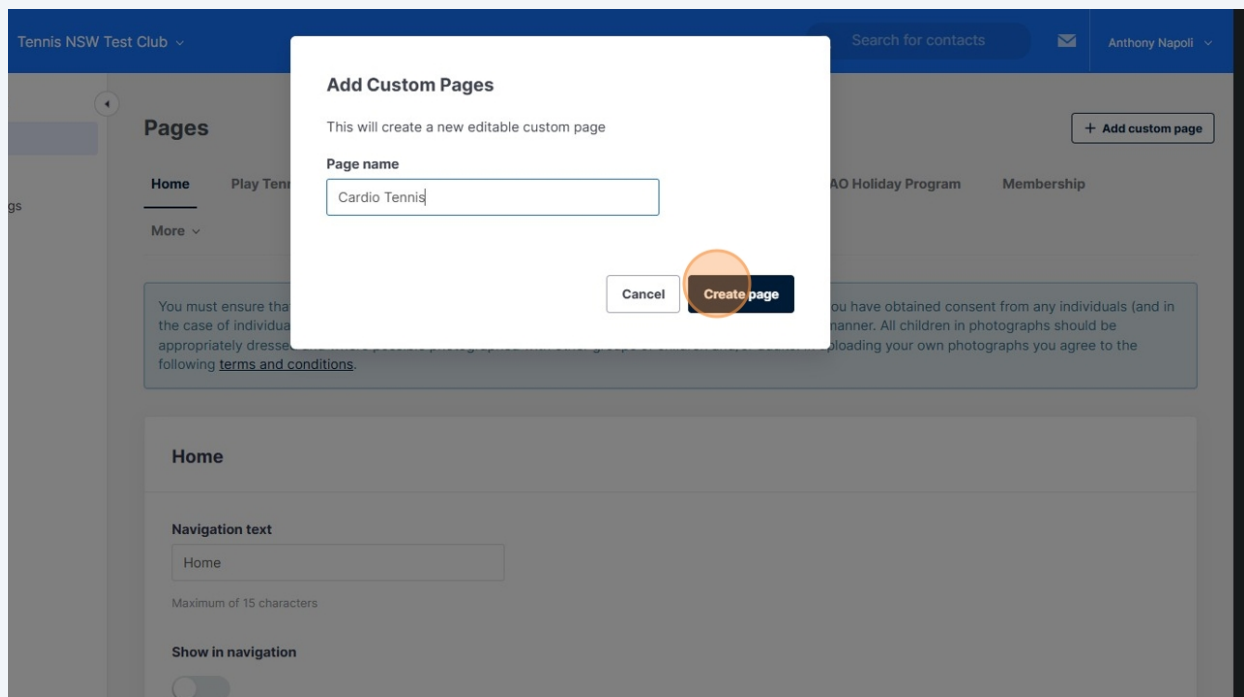 Tennis NSW Test Club
Search for contacts
Anthony Napoli
Add Custom Pages
This will create a new editable custom page
Page name
Cardio Tennis
Cancel
Create page
Pages
+ Add custom page
Home
Play Tenn
AO Holiday Program
Membership
gs
More
You must ensure tha
ou have obtained consent from any individuals (and in
the case of individua
manner. All children in photographs should be
appropriately dresse
ploading your own photographs you agree to the
following terms and conditions.
Home
Navigation text
Home
Maximum of 15 characters
Show in navigation